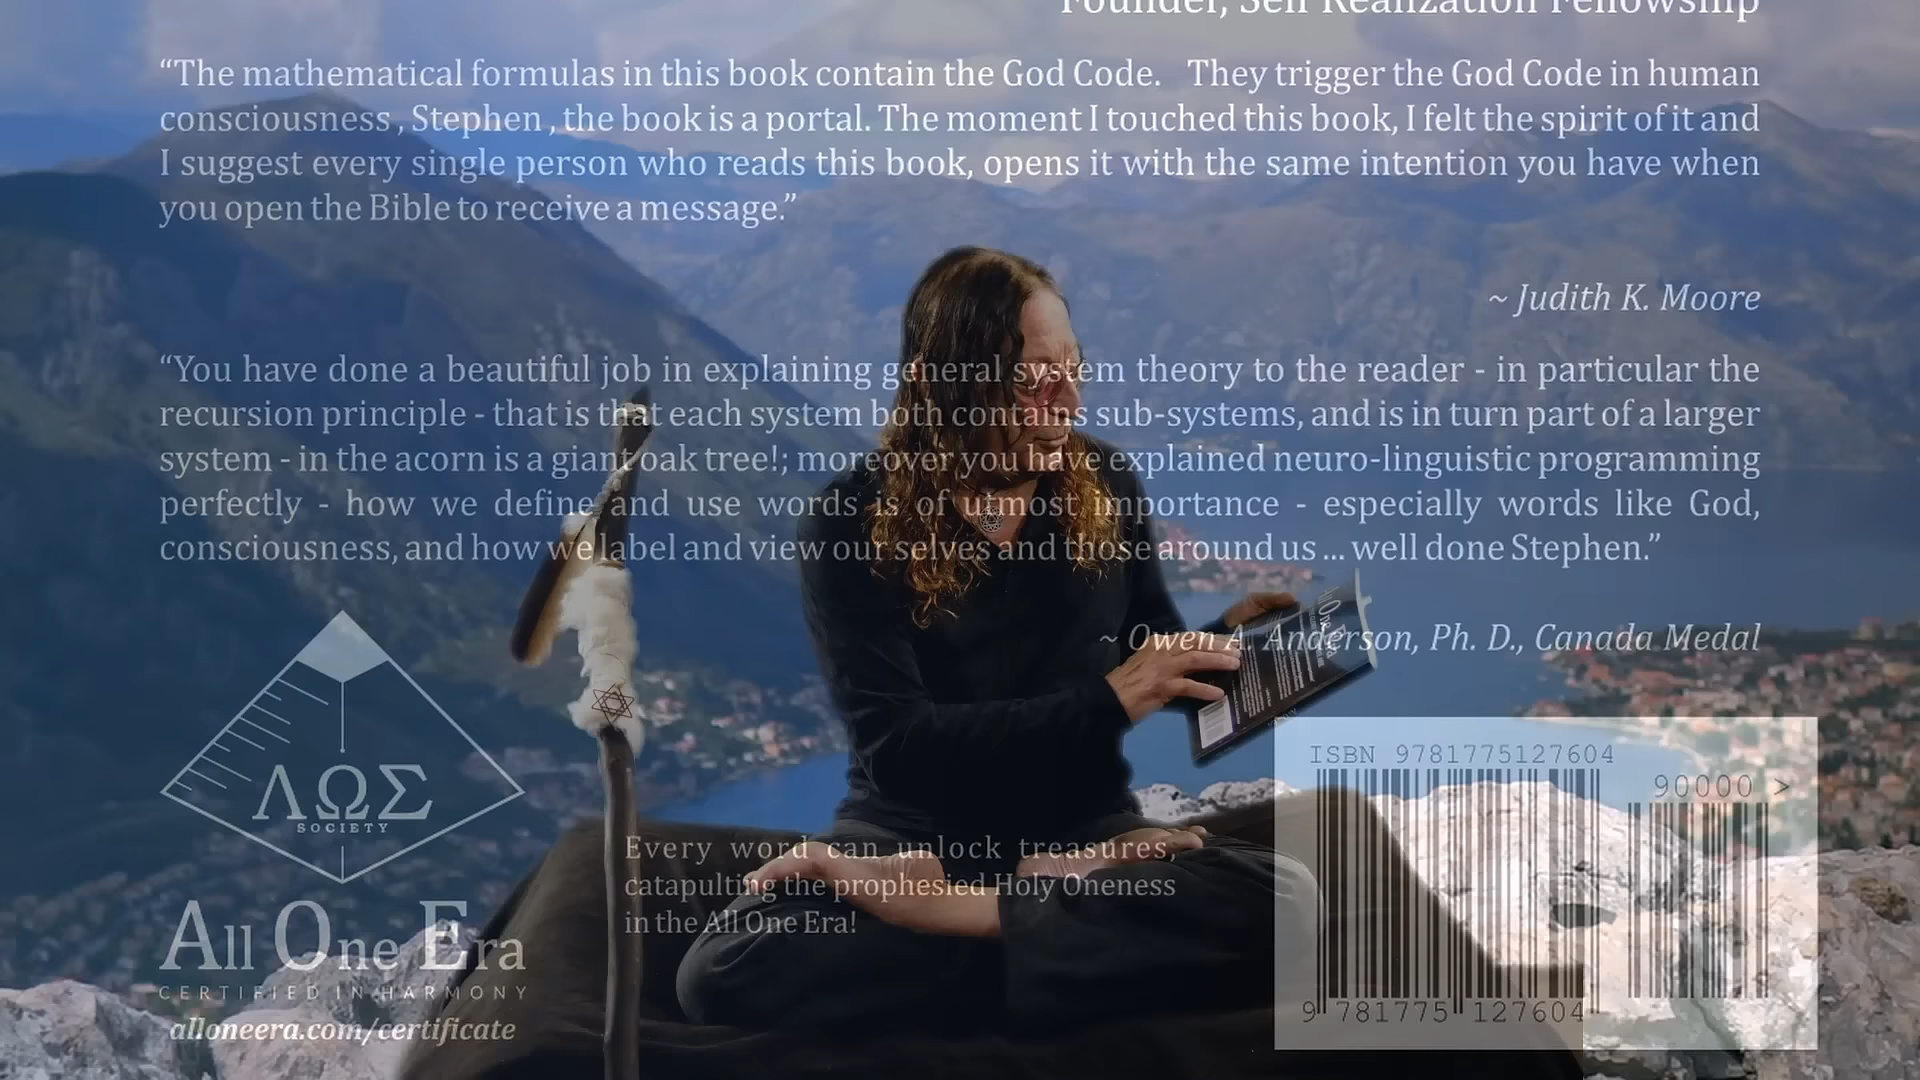 Founder, Self Realization Fellowship
“The mathematical formulas in this book contain the God Code. They trigger the God Code in human
consciousness , Stephen , the book is a portal. The moment I touched this book, I felt the spirit of it and
I suggest every single person who reads this book, opens it with the same intention you have when
you open the Bible to receive a message.”
~ Judith K. Moore
“You have done a beautiful job in explaining general system theory to the reader - in particular the
recursion principle - that is that each system both contains sub-systems, and is in turn part of a larger
system - in the acorn is a giant oak tree!; moreover you have explained neuro-linguistic programming
perfectly - how we define and use words is of utmost importance - especially words like God,
consciousness, and how we label and view our selves and those around us ... well done Stephen.”
~ Owen A. Anderson, Ph. D., Canada Medal
ΛΩΣ
SOCIETY
All One Era
CERTIFIED IN HARMONY
alloneera.com/certificate
Every word can unlock treasures,
catapulting the prophesied Holy Oneness
in the All One Era!
ISBN 9781775127604
90000 >
9 781775 127604